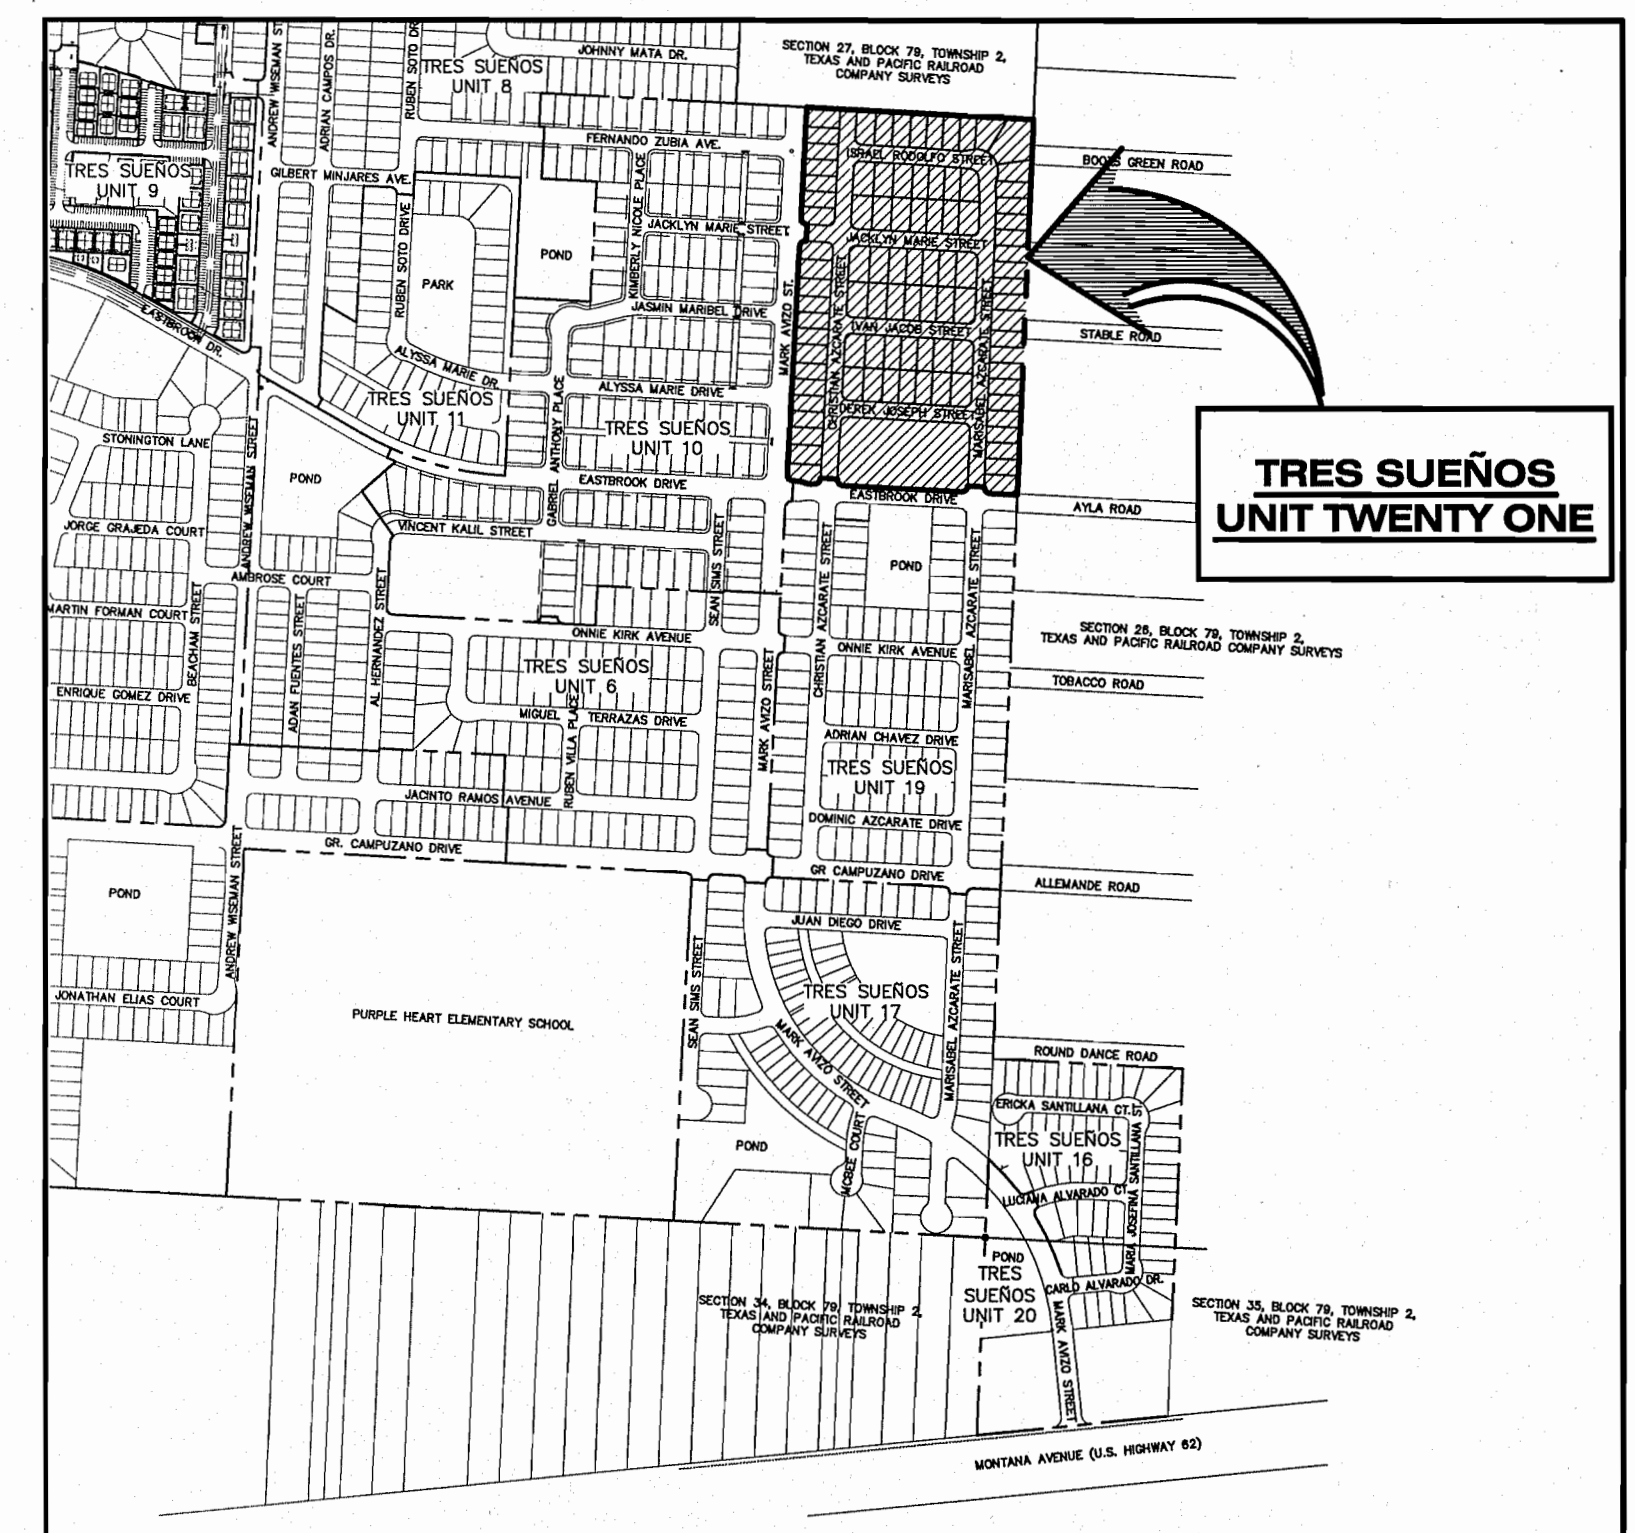 JOHNNY MATA DR.
SECTION 27, BLOCK 79, TOWNSHIP 2,
TEXAS AND PACIFIC RAILROAD
COMPANY SURVEYS
ANDREW WISEMAN ST
ADRIAN CAMPOS DR.
RUBEN SOTO DR
TRES SUEÑOS
UNIT 8
FERNANDO ZUBIA AVE.
ISRAEL RODOLFO STREET
BOOTS GREEN ROAD
TRES SUEÑOS
UNIT 9
GILBERT MINJARES AVE.
KIMBERLY NICOLE PLACE
JACKLYN MARIE STREET
JACKLYN MARIE STREET
RUBEN SOTO DRIVE
PARK
POND
MARK AVIZO ST.
CHRISTIAN AZCARATE STREET
MARISABEL AZCARATE STREET
JASMIN MARIBEL DRIVE
IVAN JACOB STREET
STABLE ROAD
EASTBROOK DR.
ALYSSA MARIE DR.
ALYSSA MARIE DRIVE
TRES SUEÑOS
UNIT 11
GABRIEL ANTHONY PLACE
TRES SUEÑOS
UNIT 10
DEREK JOSEPH STREET
TRES SUEÑOS
UNIT TWENTY ONE
STONINGTON LANE
ANDREW WISEMAN STREET
POND
EASTBROOK DRIVE
EASTBROOK DRIVE
AYLA ROAD
JORGE GRAJEDA COURT
VINCENT KALIL STREET
SEAN SIMS STREET
CHRISTIAN AZCARATE STREET
POND
MARISABEL AZCARATE STREET
AMBROSE COURT
MARTIN FORMAN COURT
BEACHAM STREET
ADAN FUENTES STREET
AL HERNANDEZ STREET
ONNIE KIRK AVENUE
ONNIE KIRK AVENUE
SECTION 26, BLOCK 79, TOWNSHIP 2,
TEXAS AND PACIFIC RAILROAD COMPANY SURVEYS
TRES SUEÑOS
UNIT 6
MARK AVIZO STREET
TOBACCO ROAD
ENRIQUE GOMEZ DRIVE
MIGUEL TERRAZAS DRIVE
RUBEN VILLA PLACE
ADRIAN CHAVEZ DRIVE
TRES SUEÑOS
UNIT 19
JACINTO RAMOS AVENUE
DOMINIC AZCARATE DRIVE
GR. CAMPUZANO DRIVE
GR CAMPUZANO DRIVE
ALLEMANDE ROAD
POND
ANDREW WISEMAN STREET
JUAN DIEGO DRIVE
SEAN SIMS STREET
MARISABEL AZCARATE STREET
TRES SUEÑOS
UNIT 17
JONATHAN ELIAS COURT
PURPLE HEART ELEMENTARY SCHOOL
MARK AVIZO STREET
ROUND DANCE ROAD
ERICKA SANTILLANA CT.
MARIA JOSEFINA SANTILLANA ST
POND
MCBEE COURT
TRES SUEÑOS
UNIT 16
LUCIANA ALVARADO CT.
POND
TRES
SUEÑOS
UNIT 20
CARLO ALVARADO DR.
SECTION 34, BLOCK 79, TOWNSHIP 2,
TEXAS AND PACIFIC RAILROAD
COMPANY SURVEYS
SECTION 35, BLOCK 79, TOWNSHIP 2,
TEXAS AND PACIFIC RAILROAD
COMPANY SURVEYS
MARK AVIZO STREET
MONTANA AVENUE (U.S. HIGHWAY 62)